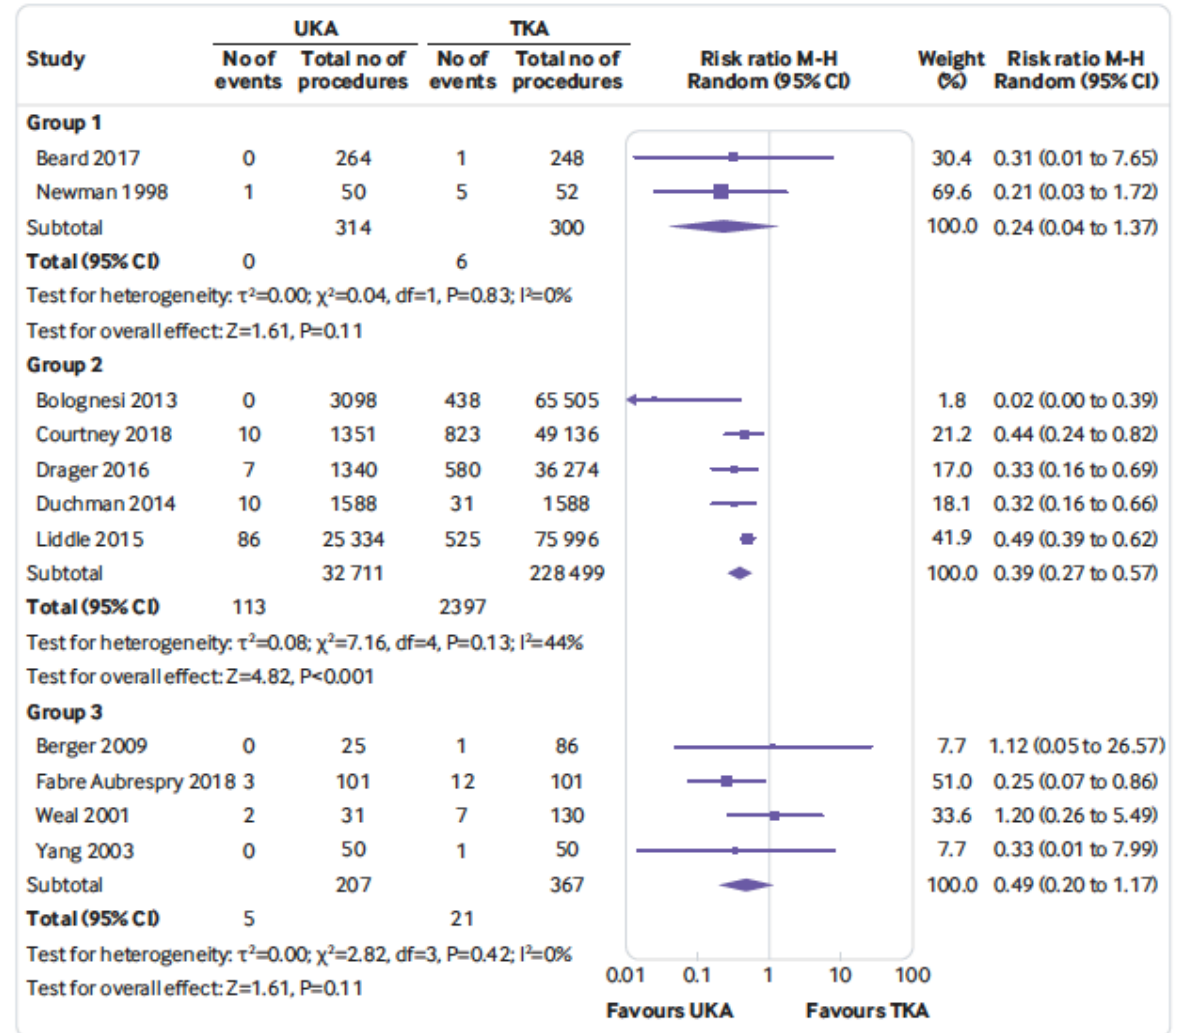 UKA TKA
Study No of events Total no of procedures No of events Total no of procedures Risk ratio M-H Random (95% CI) Weight (%) Risk ratio M-H Random (95% CI)
Group 1
Beard 2017 0 264 1 248 30.4 0.31 (0.01 to 7.65)
Newman 1998 1 50 5 52 69.6 0.21 (0.03 to 1.72)
Subtotal 314 300 100.0 0.24 (0.04 to 1.37)
Total (95% CI) 0 6
Test for heterogeneity: τ²=0.00; χ²=0.04, df=1, P=0.83; I²=0%
Test for overall effect: Z=1.61, P=0.11
Group 2
Bolognesi 2013 0 3098 438 65 505 1.8 0.02 (0.00 to 0.39)
Courtney 2018 10 1351 823 49 136 21.2 0.44 (0.24 to 0.82)
Drager 2016 7 1340 580 36 274 17.0 0.33 (0.16 to 0.69)
Duchman 2014 10 1588 31 1588 18.1 0.32 (0.16 to 0.66)
Liddle 2015 86 25 334 525 75 996 41.9 0.49 (0.39 to 0.62)
Subtotal 32 711 228 499 100.0 0.39 (0.27 to 0.57)
Total (95% CI) 113 2397
Test for heterogeneity: τ²=0.08; χ²=7.16, df=4, P=0.13; I²=44%
Test for overall effect: Z=4.82, P<0.001
Group 3
Berger 2009 0 25 1 86 7.7 1.12 (0.05 to 26.57)
Fabre Aubrespry 2018 3 101 12 101 51.0 0.25 (0.07 to 0.86)
Weal 2001 2 31 7 130 33.6 1.20 (0.26 to 5.49)
Yang 2003 0 50 1 50 7.7 0.33 (0.01 to 7.99)
Subtotal 207 367 100.0 0.49 (0.20 to 1.17)
Total (95% CI) 5 21
Test for heterogeneity: τ²=0.00; χ²=2.82, df=3, P=0.42; I²=0%
Test for overall effect: Z=1.61, P=0.11
0.01 0.1 1 10 100
Favours UKA Favours TKA